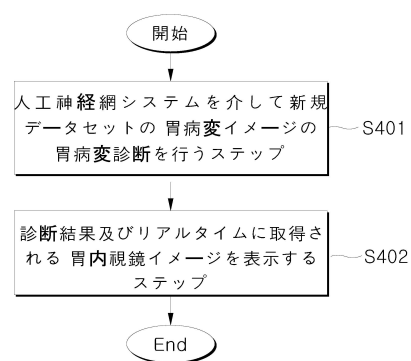 開始
人工神経網システムを介して新規
データセットの 胃病変イメージの
胃病変診断を行うステップ
S401
診断結果及びリアルタイムに取得さ
れる 胃内視鏡イメージを表示する
ステップ
S402
End